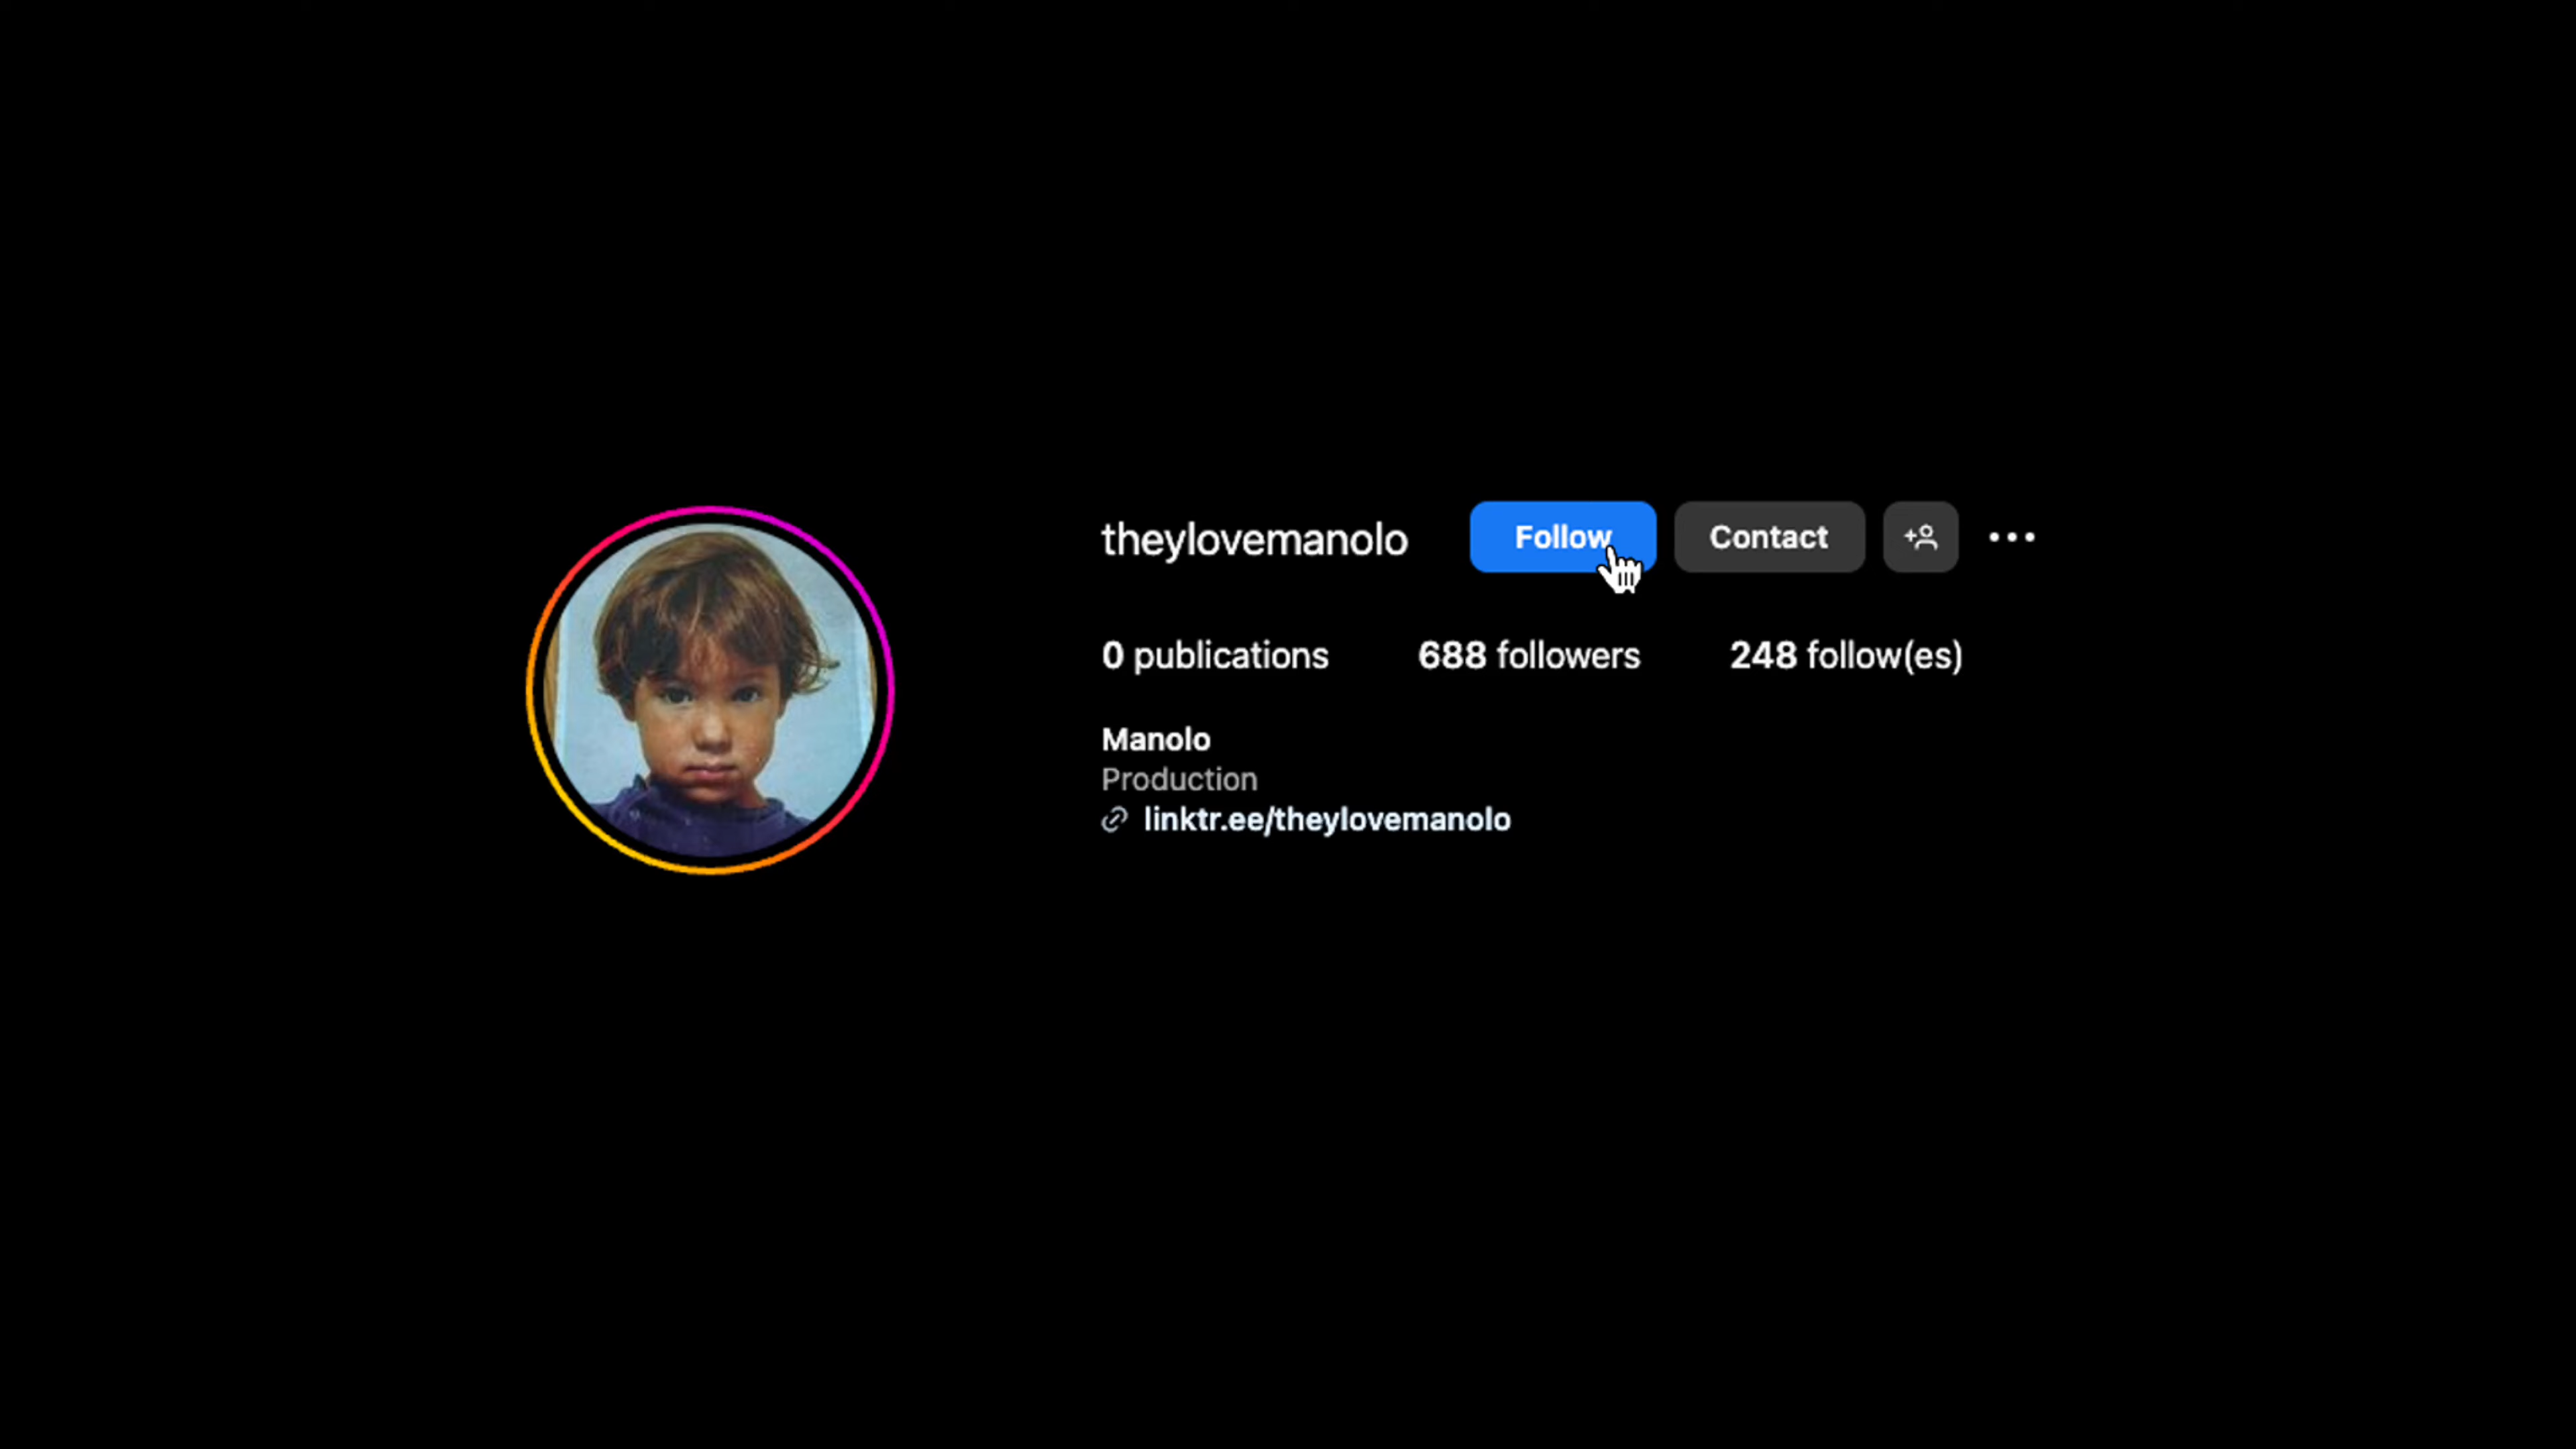 theylovemanolo Follow Contact
0 publications 688 followers 248 follow(es)
Manolo
Production
linktr.ee/theylovemanolo